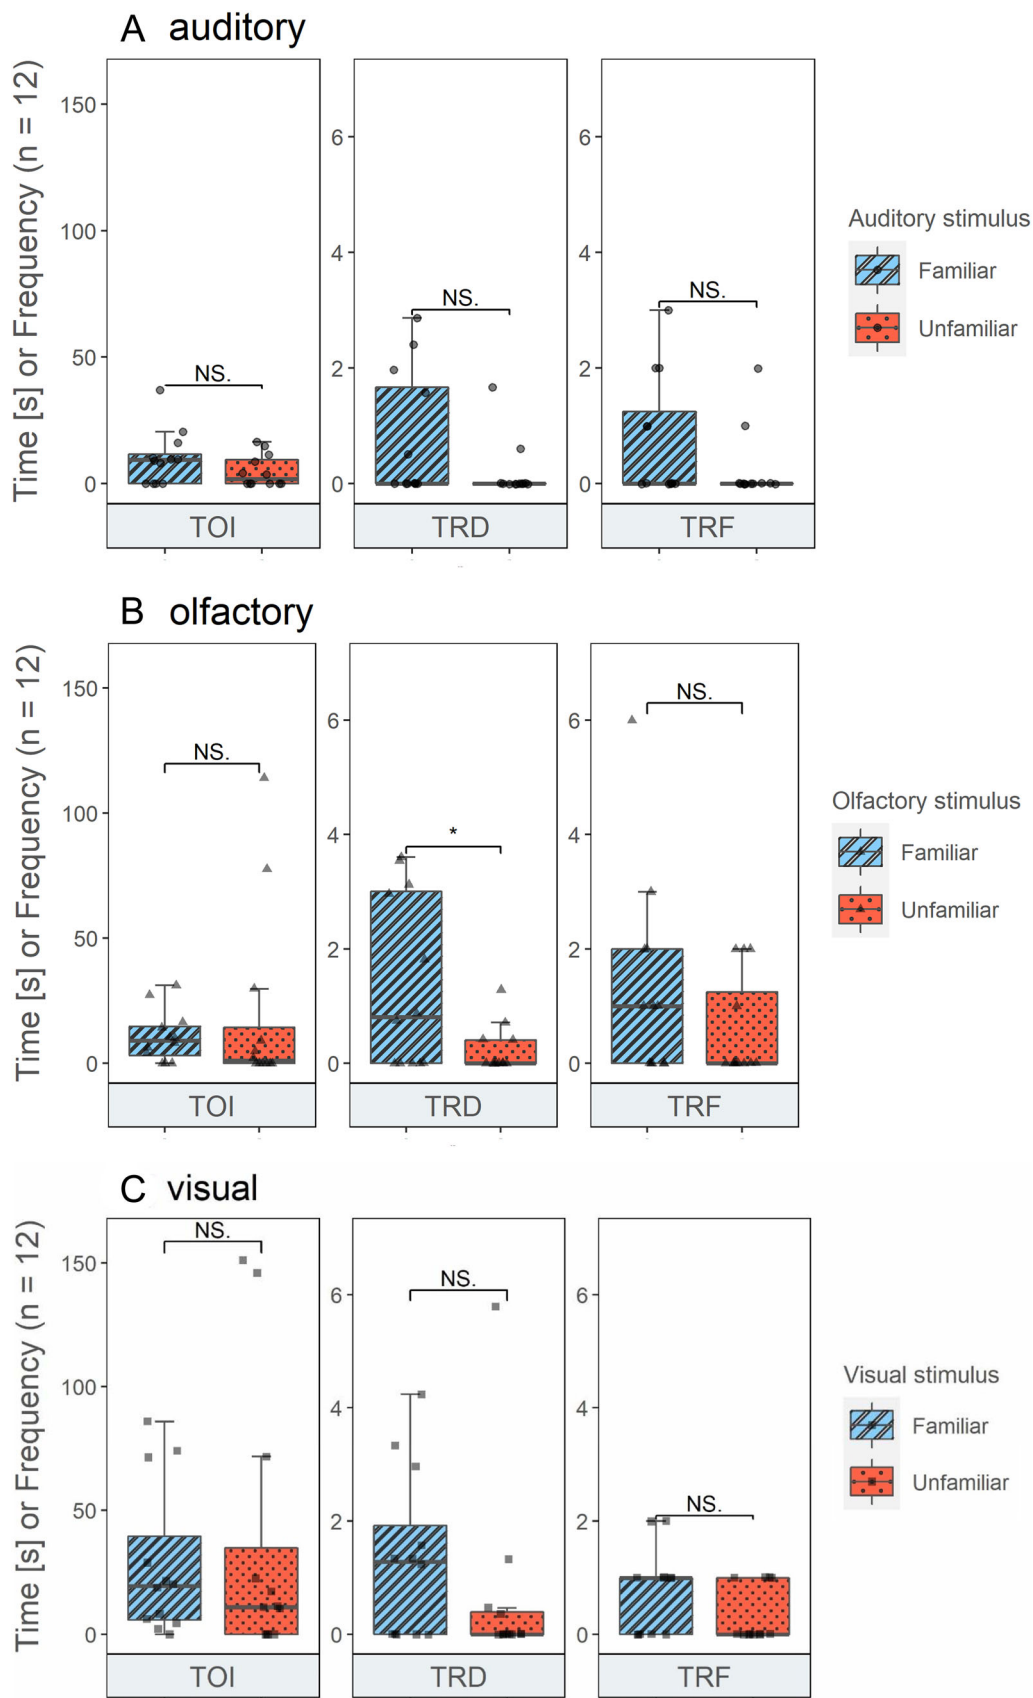 A auditory
Time [s] or Frequency (n = 12)
150
100
50
0
NS.
TOI
6
4
2
0
NS.
TRD
6
4
2
0
NS.
TRF
Auditory stimulus
Familiar
Unfamiliar
B olfactory
Time [s] or Frequency (n = 12)
150
100
50
0
NS.
TOI
6
4
2
0
*
TRD
6
4
2
0
NS.
TRF
Olfactory stimulus
Familiar
Unfamiliar
C visual
Time [s] or Frequency (n = 12)
150
100
50
0
NS.
TOI
6
4
2
0
NS.
TRD
6
4
2
0
NS.
TRF
Visual stimulus
Familiar
Unfamiliar